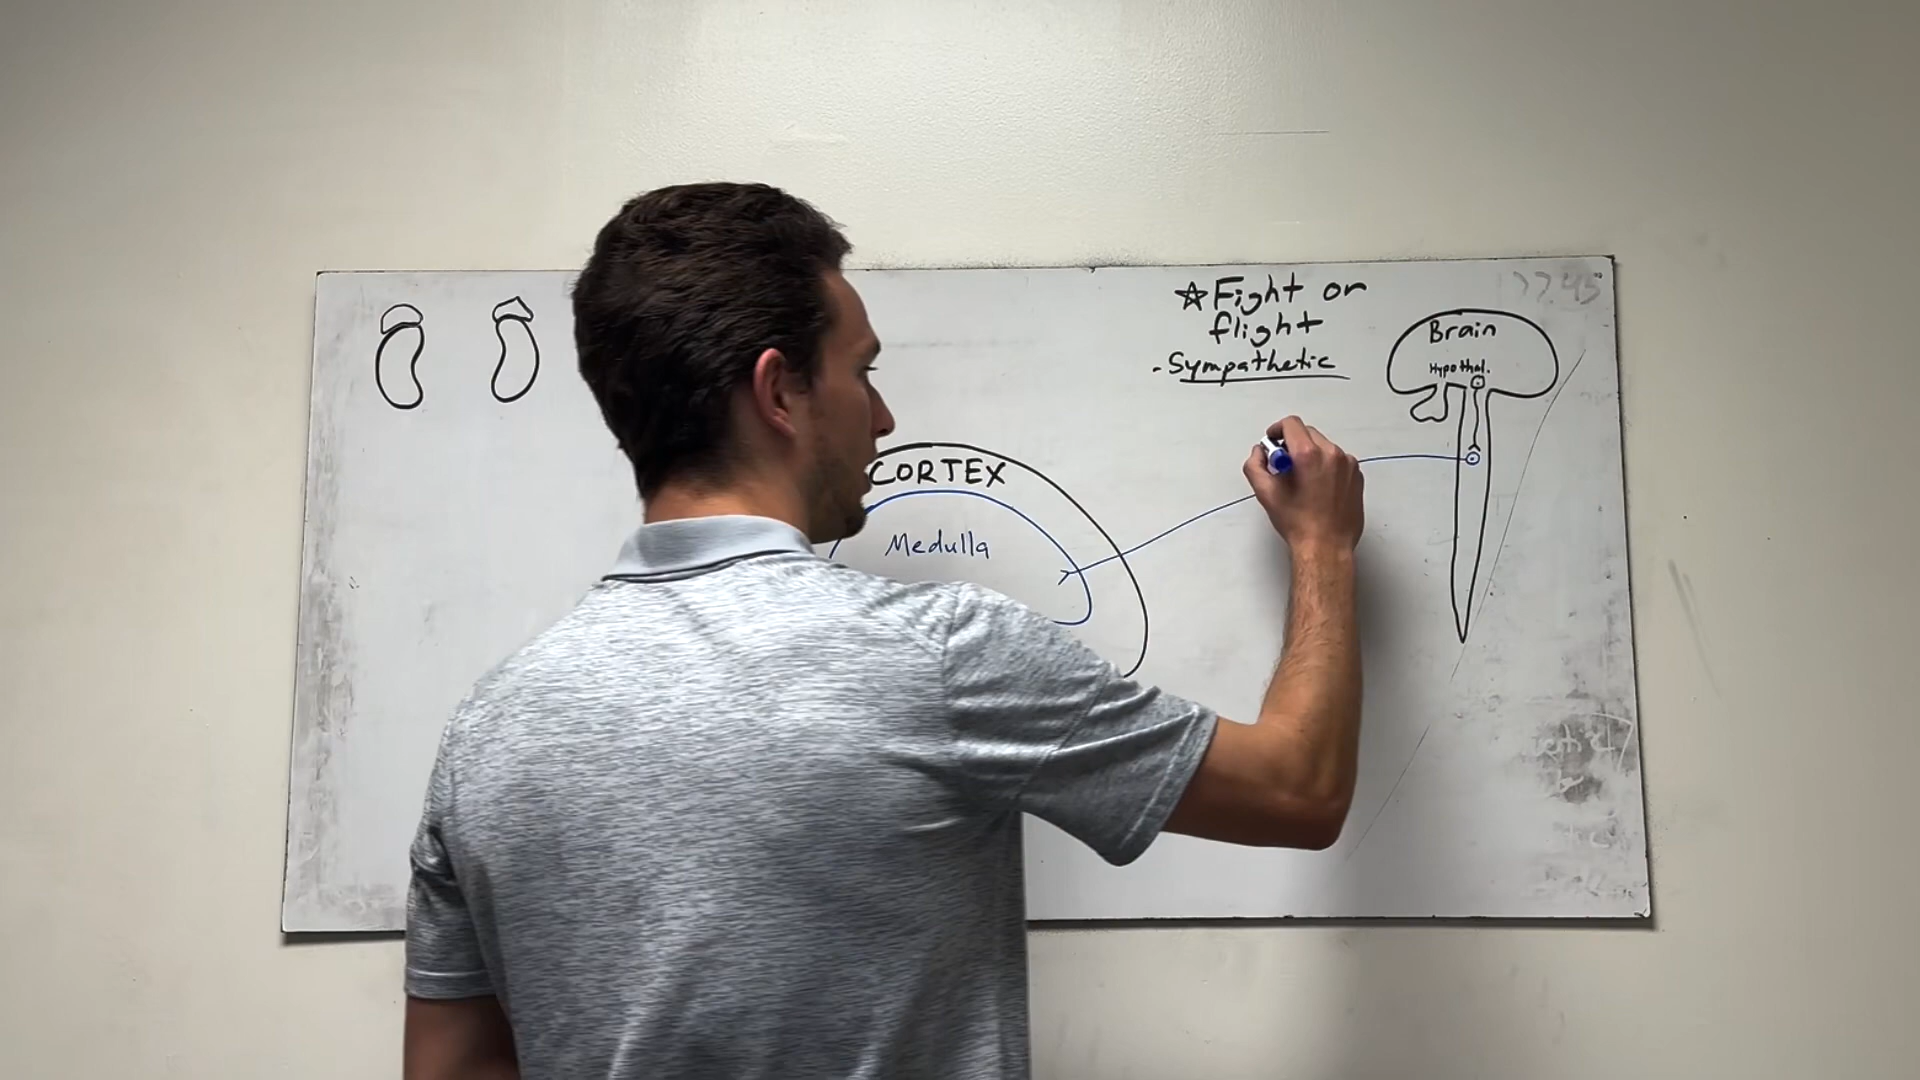 ☆Fight or
flight
- Sympathetic
Brain
Hypothal.
CORTEX
Medulla